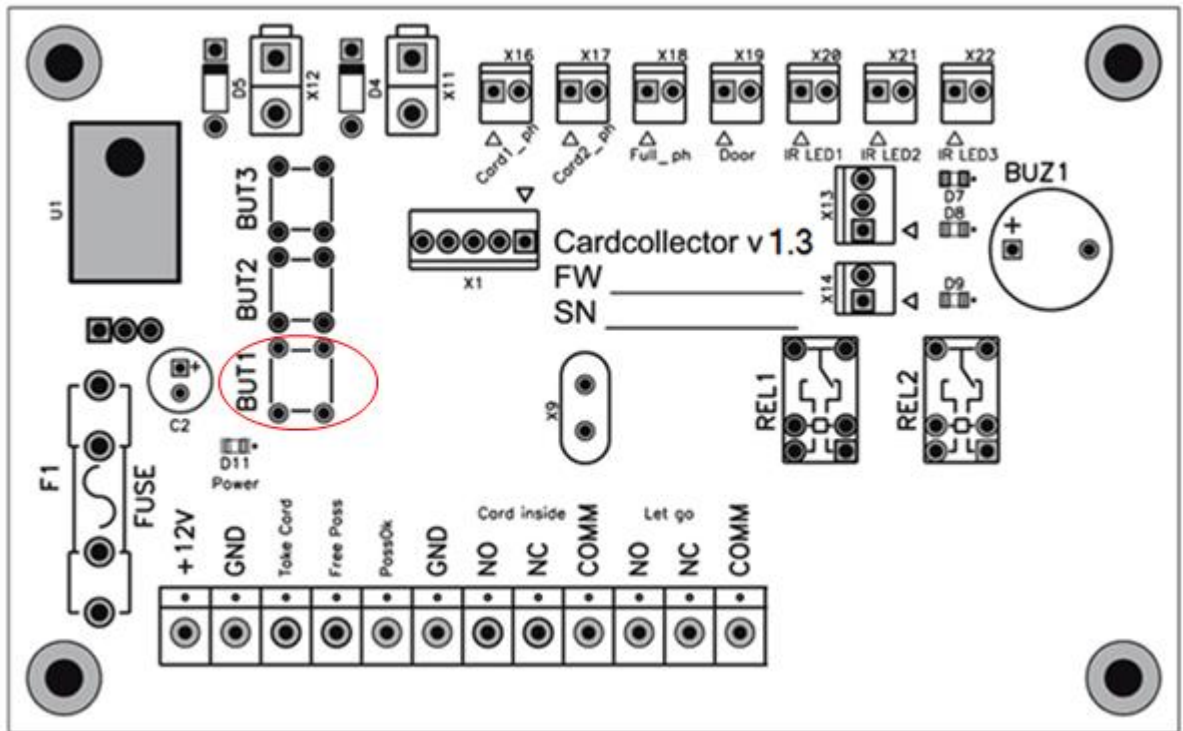 X16 X17 X18 X19 X20 X21 X22
D5 X12 D4 X11
Card1_ph Card2_ph Full_ph Door IR LED1 IR LED2 IR LED3
U1
BUT3
BUT2
BUT1
X1
Cardcollector v 1.3
FW
SN
X13
X14
D7
D8
D9
BUZ1
+
+
C2
X9
REL1
REL2
D11
Power
F1
FUSE
Card inside Let go
+12V GND Take Card Free Pass PassOk GND NO NC COMM NO NC COMM